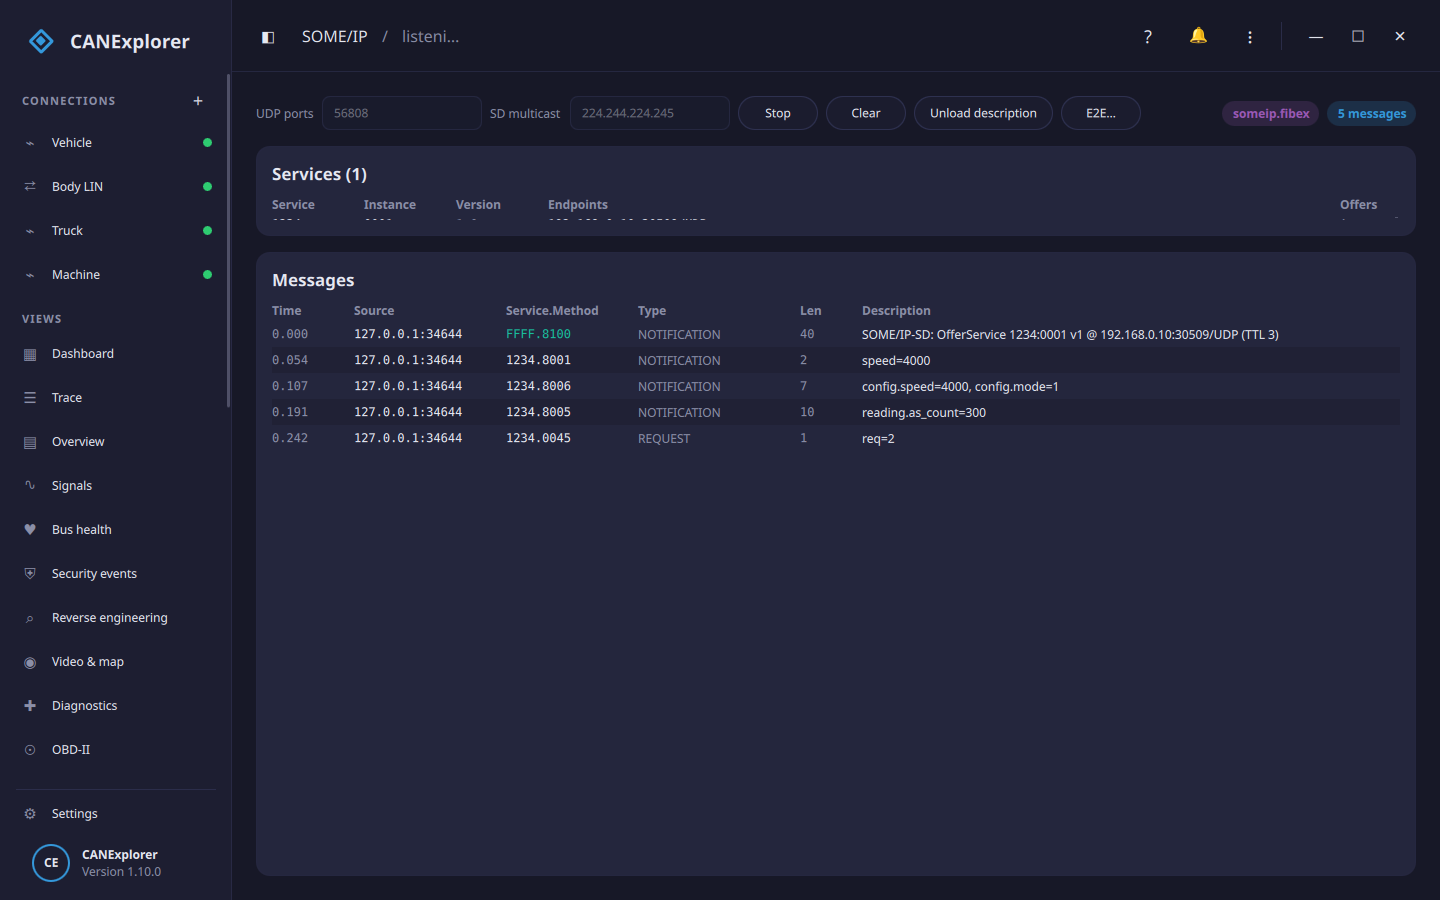 CANExplorer
CONNECTIONS +
Vehicle
Body LIN
Truck
Machine
VIEWS
Dashboard
Trace
Overview
Signals
Bus health
Security events
Reverse engineering
Video & map
Diagnostics
OBD-II
Settings
CE
CANExplorer
Version 1.10.0
SOME/IP / listeni...
?
UDP ports 56808 SD multicast 224.244.224.245 Stop Clear Unload description E2E... someip.fibex 5 messages
Services (1)
Service Instance Version Endpoints Offers
Messages
Time Source Service.Method Type Len Description
0.000 127.0.0.1:34644 FFFF.8100 NOTIFICATION 40 SOME/IP-SD: OfferService 1234:0001 v1 @ 192.168.0.10:30509/UDP (TTL 3)
0.054 127.0.0.1:34644 1234.8001 NOTIFICATION 2 speed=4000
0.107 127.0.0.1:34644 1234.8006 NOTIFICATION 7 config.speed=4000, config.mode=1
0.191 127.0.0.1:34644 1234.8005 NOTIFICATION 10 reading.as_count=300
0.242 127.0.0.1:34644 1234.0045 REQUEST 1 req=2